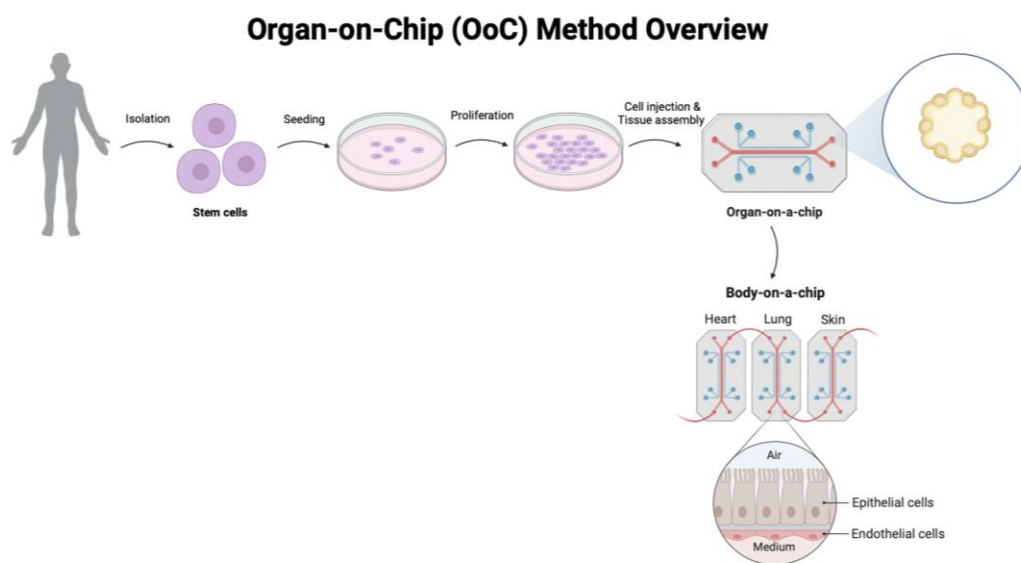 Organ-on-Chip (OoC) Method Overview
Isolation
Seeding
Proliferation
Cell injection &
Tissue assembly
Stem cells
Organ-on-a-chip
Body-on-a-chip
Heart
Lung
Skin
Air
Epithelial cells
Endothelial cells
Medium